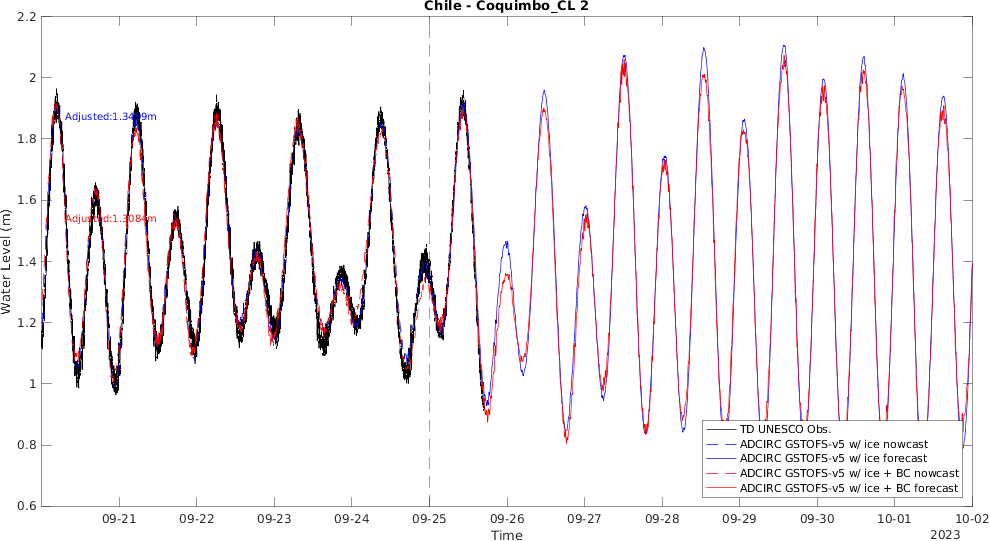 Chile - Coquimbo_CL 2
2.2
2
1.8
1.6
1.4
1.2
1
0.8
0.6
Water Level (m)
Adjusted:1.3409m
Adjusted:1.3084m
TD UNESCO Obs.
ADCIRC GSTOFS-v5 w/ ice nowcast
ADCIRC GSTOFS-v5 w/ ice forecast
ADCIRC GSTOFS-v5 w/ ice + BC nowcast
ADCIRC GSTOFS-v5 w/ ice + BC forecast
09-21 09-22 09-23 09-24 09-25 09-26 09-27 09-28 09-29 09-30 10-01 10-02
Time
2023